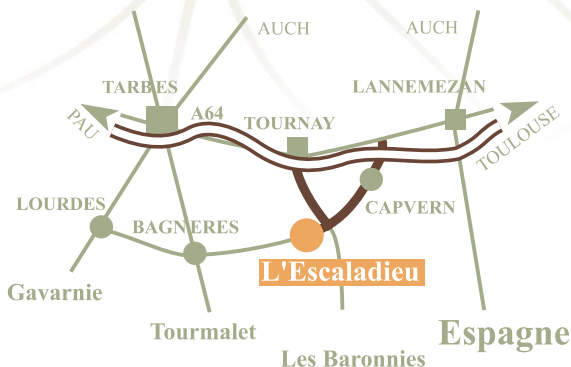 AUCH
AUCH
TARBES
LANNEMEZAN
PAU
A64
TOURNAY
TOULOUSE
LOURDES
CAPVERN
BAGNERES
L'Escaladieu
Gavarnie
Tourmalet
Espagne
Les Baronnies